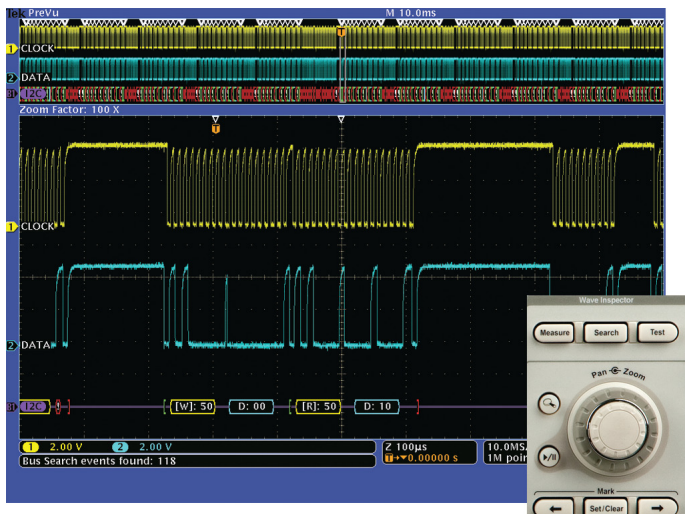 Tek PreVu M 10.0ms
T
1 CLOCK
2 DATA
I2C
Zoom Factor: 100 X
T
1 CLOCK
2 DATA
I2C [W]: 50 D: 00 [R]: 50 D: 10
1 2.00 V 2 2.00 V
Z 100µs
T→▼0.00000 s
10.0MS
1M poin
Bus Search events found: 118
Wave Inspector
Measure Search Test
Pan Zoom
Mark
← Set/Clear →